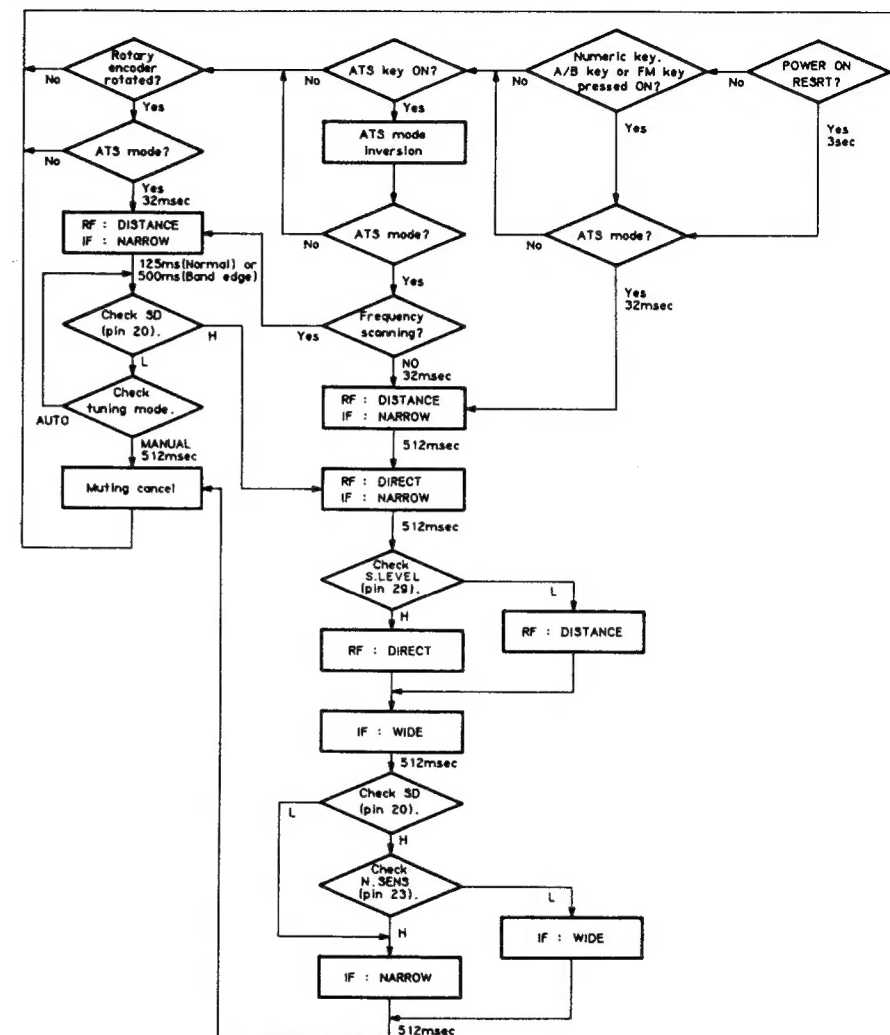 Rotary
encoder
rotated?
No
Yes
ATS key ON?
No
Yes
Numeric key.
A/B key or FM key
pressed ON?
No
Yes
POWER ON
RESRT?
No
Yes
3sec
ATS mode?
No
Yes
32msec
ATS mode
inversion
RF : DISTANCE
IF : NARROW
ATS mode?
No
Yes
ATS mode?
No
Yes
32msec
125ms(Normal) or
500ms(Band edge)
Check SD
(pin 20).
H
L
Frequency
scanning?
Yes
NO
32msec
Check
tuning mode.
AUTO
MANUAL
512msec
RF : DISTANCE
IF : NARROW
512msec
Muting cancel
RF : DIRECT
IF : NARROW
512msec
Check
S.LEVEL
(pin 29).
L
H
RF : DIRECT
RF : DISTANCE
IF : WIDE
512msec
Check SD
(pin 20).
L
H
Check
N.SENS
(pin 23).
L
H
IF : WIDE
IF : NARROW
512msec